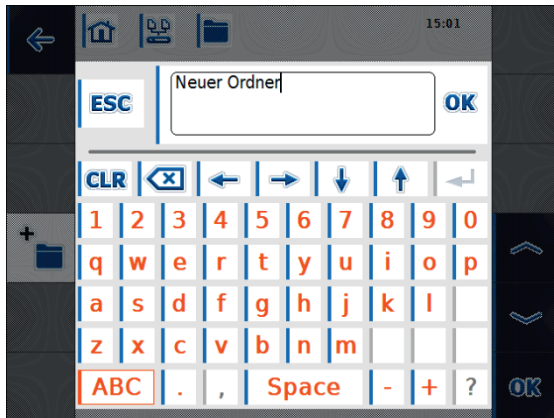 15:01
ESC Neuer Ordner OK
CLR
1 2 3 4 5 6 7 8 9 0
q w e r t y u i o p
a s d f g h j k l
z x c v b n m
ABC . , Space - + ?
OK